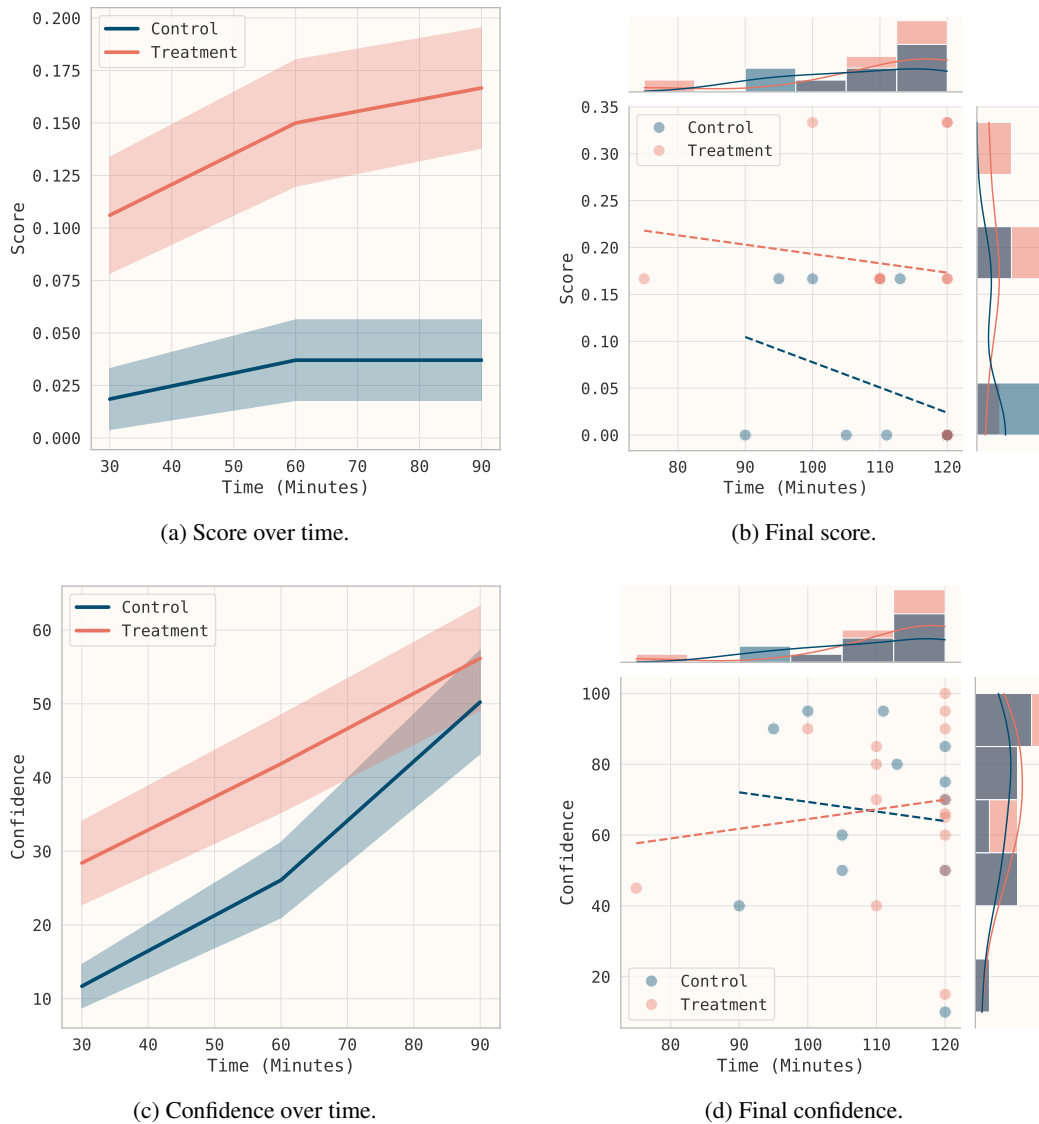 0.200
0.175
0.150
0.125
0.100
0.075
0.050
0.025
0.000
Score
Control
Treatment
30 40 50 60 70 80 90
Time (Minutes)
(a) Score over time.
0.35
0.30
0.25
0.20
0.15
0.10
0.05
0.00
Score
Control
Treatment
80 90 100 110 120
Time (Minutes)
(b) Final score.
60
50
40
30
20
10
Confidence
Control
Treatment
30 40 50 60 70 80 90
Time (Minutes)
(c) Confidence over time.
100
80
60
40
20
Confidence
Control
Treatment
80 90 100 110 120
Time (Minutes)
(d) Final confidence.